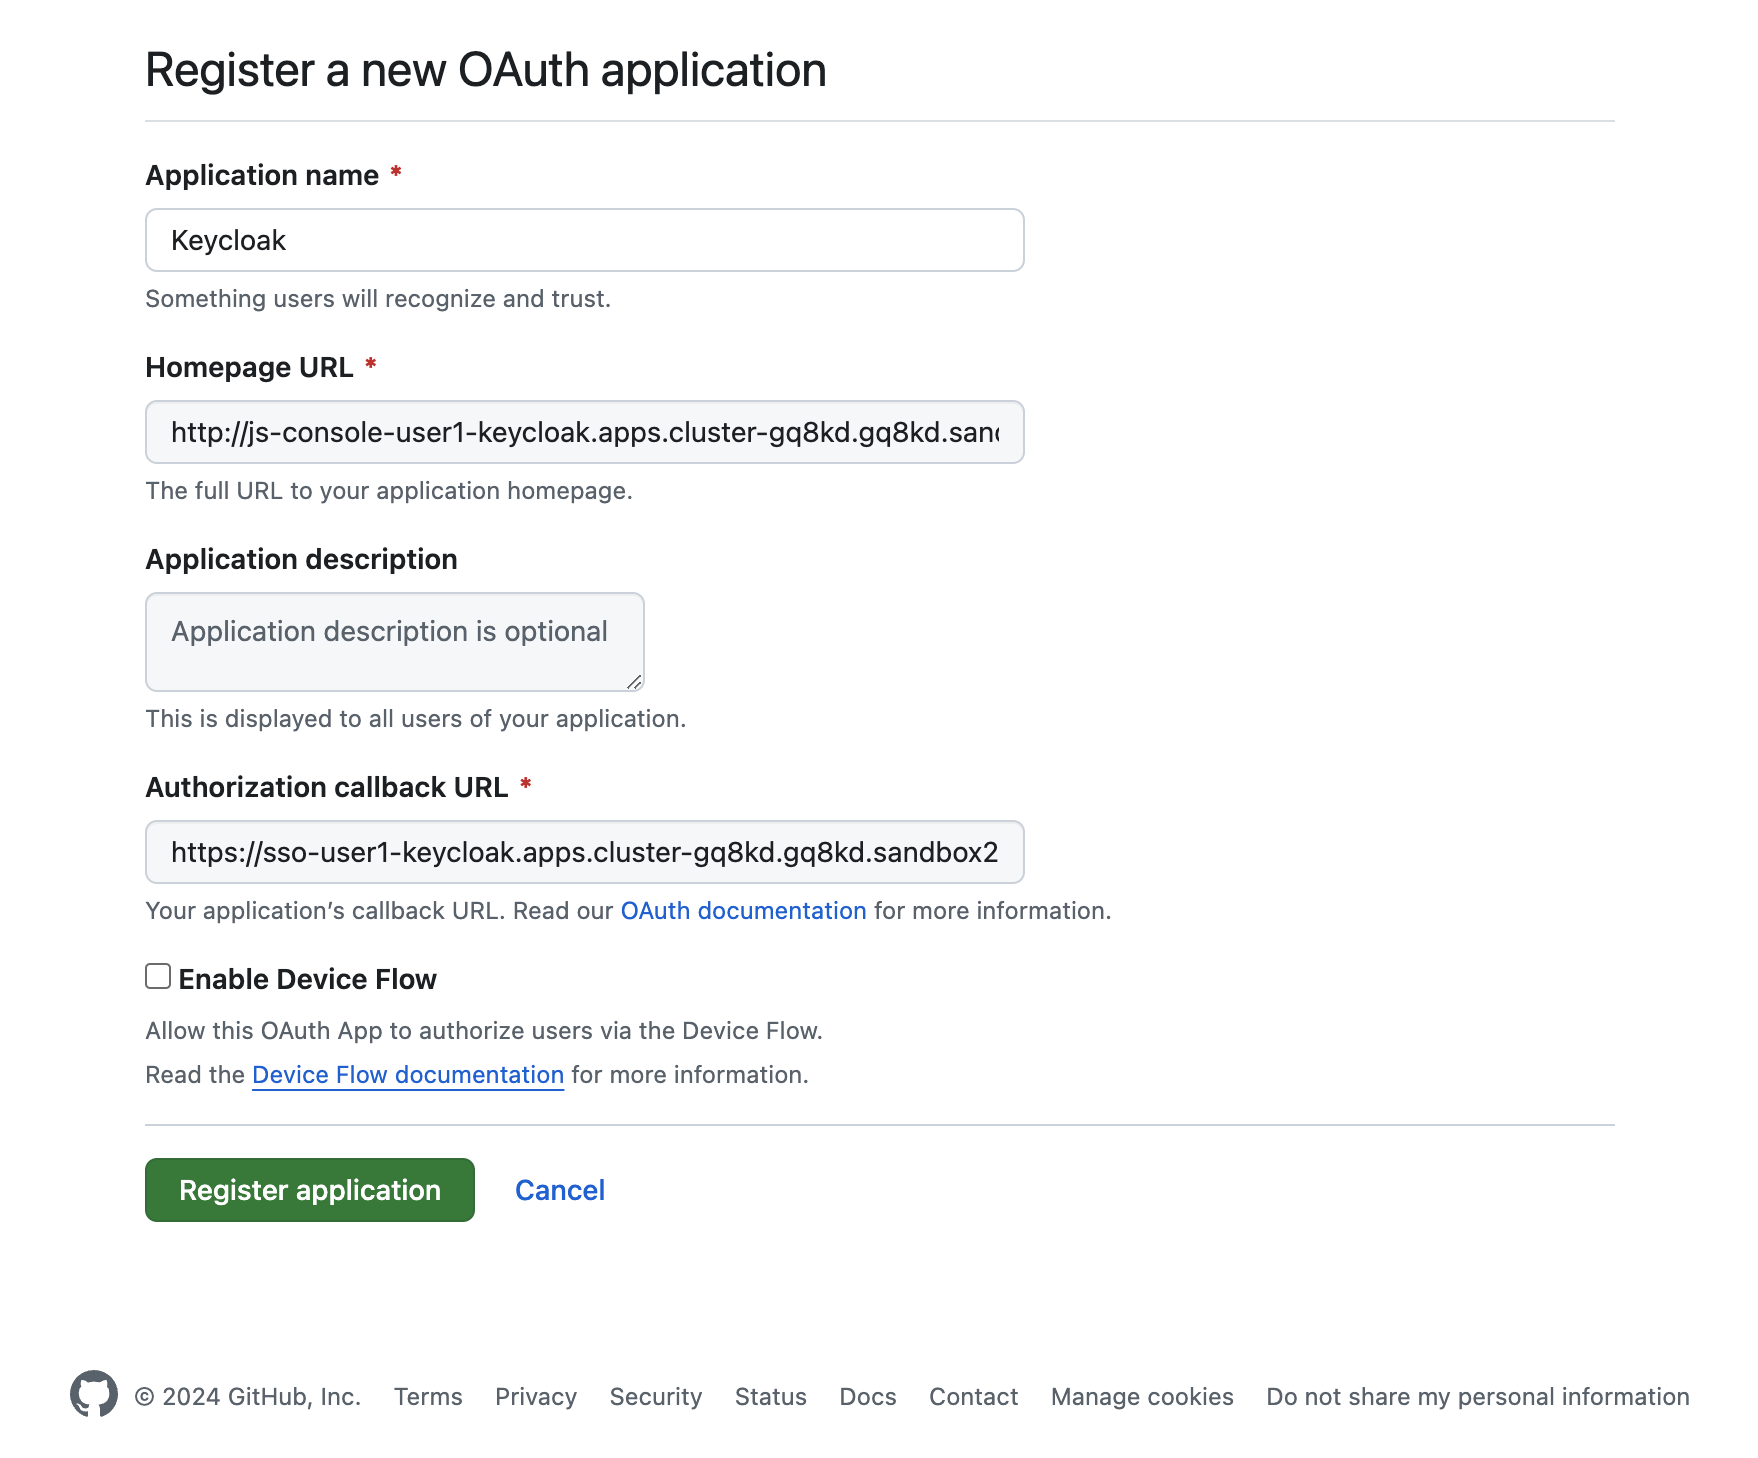 Register a new OAuth application
Application name *
Keycloak
Something users will recognize and trust.
Homepage URL *
http://js-console-user1-keycloak.apps.cluster-gq8kd.gq8kd.sand
The full URL to your application homepage.
Application description
Application description is optional
This is displayed to all users of your application.
Authorization callback URL *
https://sso-user1-keycloak.apps.cluster-gq8kd.gq8kd.sandbox2
Your application’s callback URL. Read our OAuth documentation for more information.
Enable Device Flow
Allow this OAuth App to authorize users via the Device Flow.
Read the Device Flow documentation for more information.
Register application Cancel
© 2024 GitHub, Inc. Terms Privacy Security Status Docs Contact Manage cookies Do not share my personal information